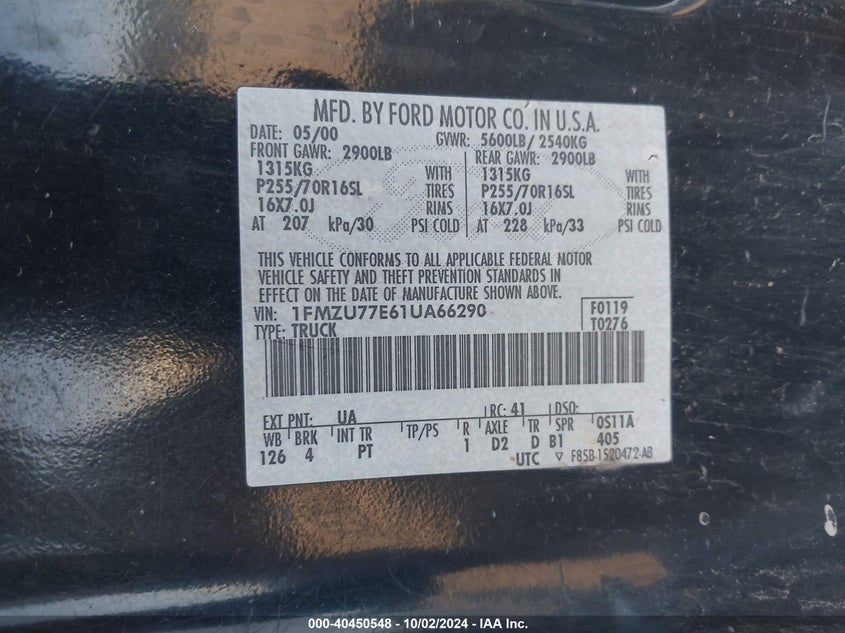 MFD. BY FORD MOTOR CO. IN U.S.A.
DATE: 05/00 GVWR: 5600LB/ 2540KG
FRONT GAWR: 2900LB REAR GAWR: 2900LB
1315KG WITH 1315KG WITH
P255/70R16SL TIRES P255/70R16SL TIRES
16X7.0J RIMS 16X7.0J RIMS
AT 207 kPa/30 PSI COLD AT 228 kPa/33 PSI COLD
THIS VEHICLE CONFORMS TO ALL APPLICABLE FEDERAL MOTOR
VEHICLE SAFETY AND THEFT PREVENTION STANDARDS IN
EFFECT ON THE DATE OF MANUFACTURE SHOWN ABOVE.
VIN: 1FMZU77E61UA66290 F0119
TYPE: TRUCK T0276
EXT PNT: UA RC: 41 DSO:
WB BRK INT TR TP/PS R AXLE TR SPR 0S11A
126 4 PT 1 D2 D B1 405
UTC ▽ F85B-1520472-AB
000-40450548 - 10/02/2024 - IAA Inc.